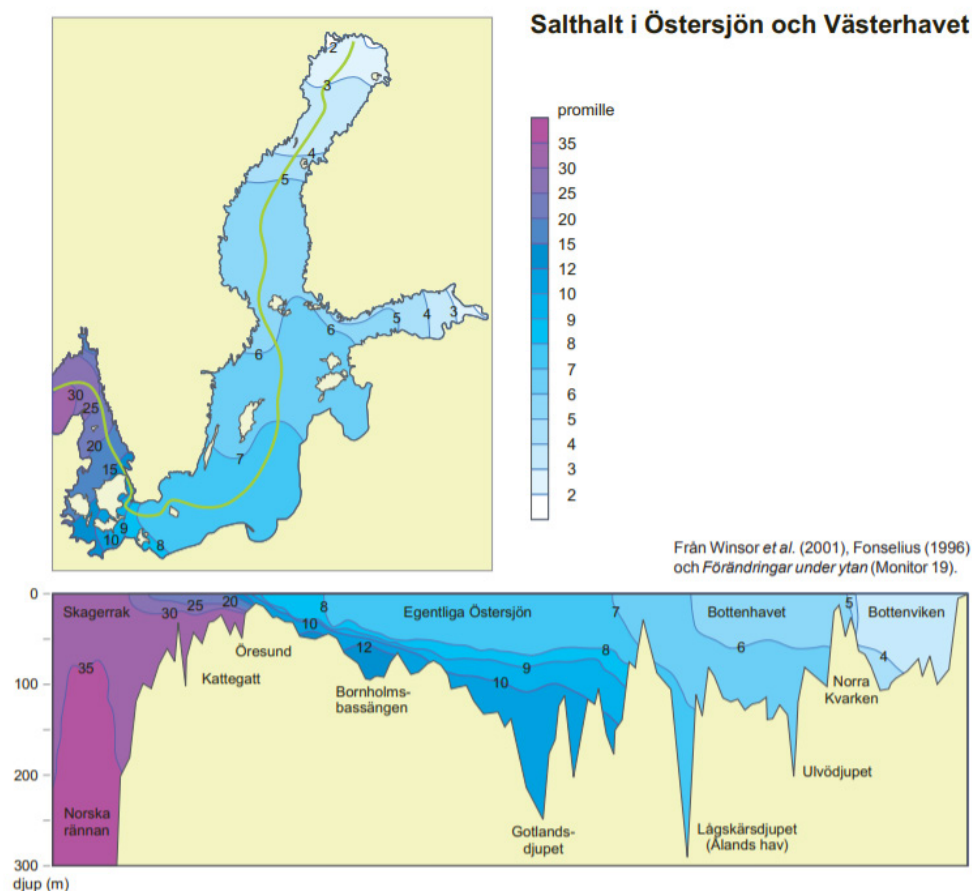 Salthalt i Östersjön och Västerhavet
promille
35
30
25
20
15
12
10
9
8
7
6
5
4
3
2
2
3
4
5
6
5
4
3
6
7
30
25
20
15
9
10
8
Från Winsor et al. (2001), Fonselius (1996)
och Förändringar under ytan (Monitor 19).
0
100
200
300
djup (m)
Skagerrak
30
25
20
35
Norska
rännan
Kattegatt
Öresund
10
8
12
Bornholms-
bassängen
Egentliga Östersjön
7
8
9
10
Gotlands-
djupet
Bottenhavet
6
5
Bottenviken
4
Norra
Kvarken
Ulvödjupet
Lågskärsdjupet
(Ålands hav)